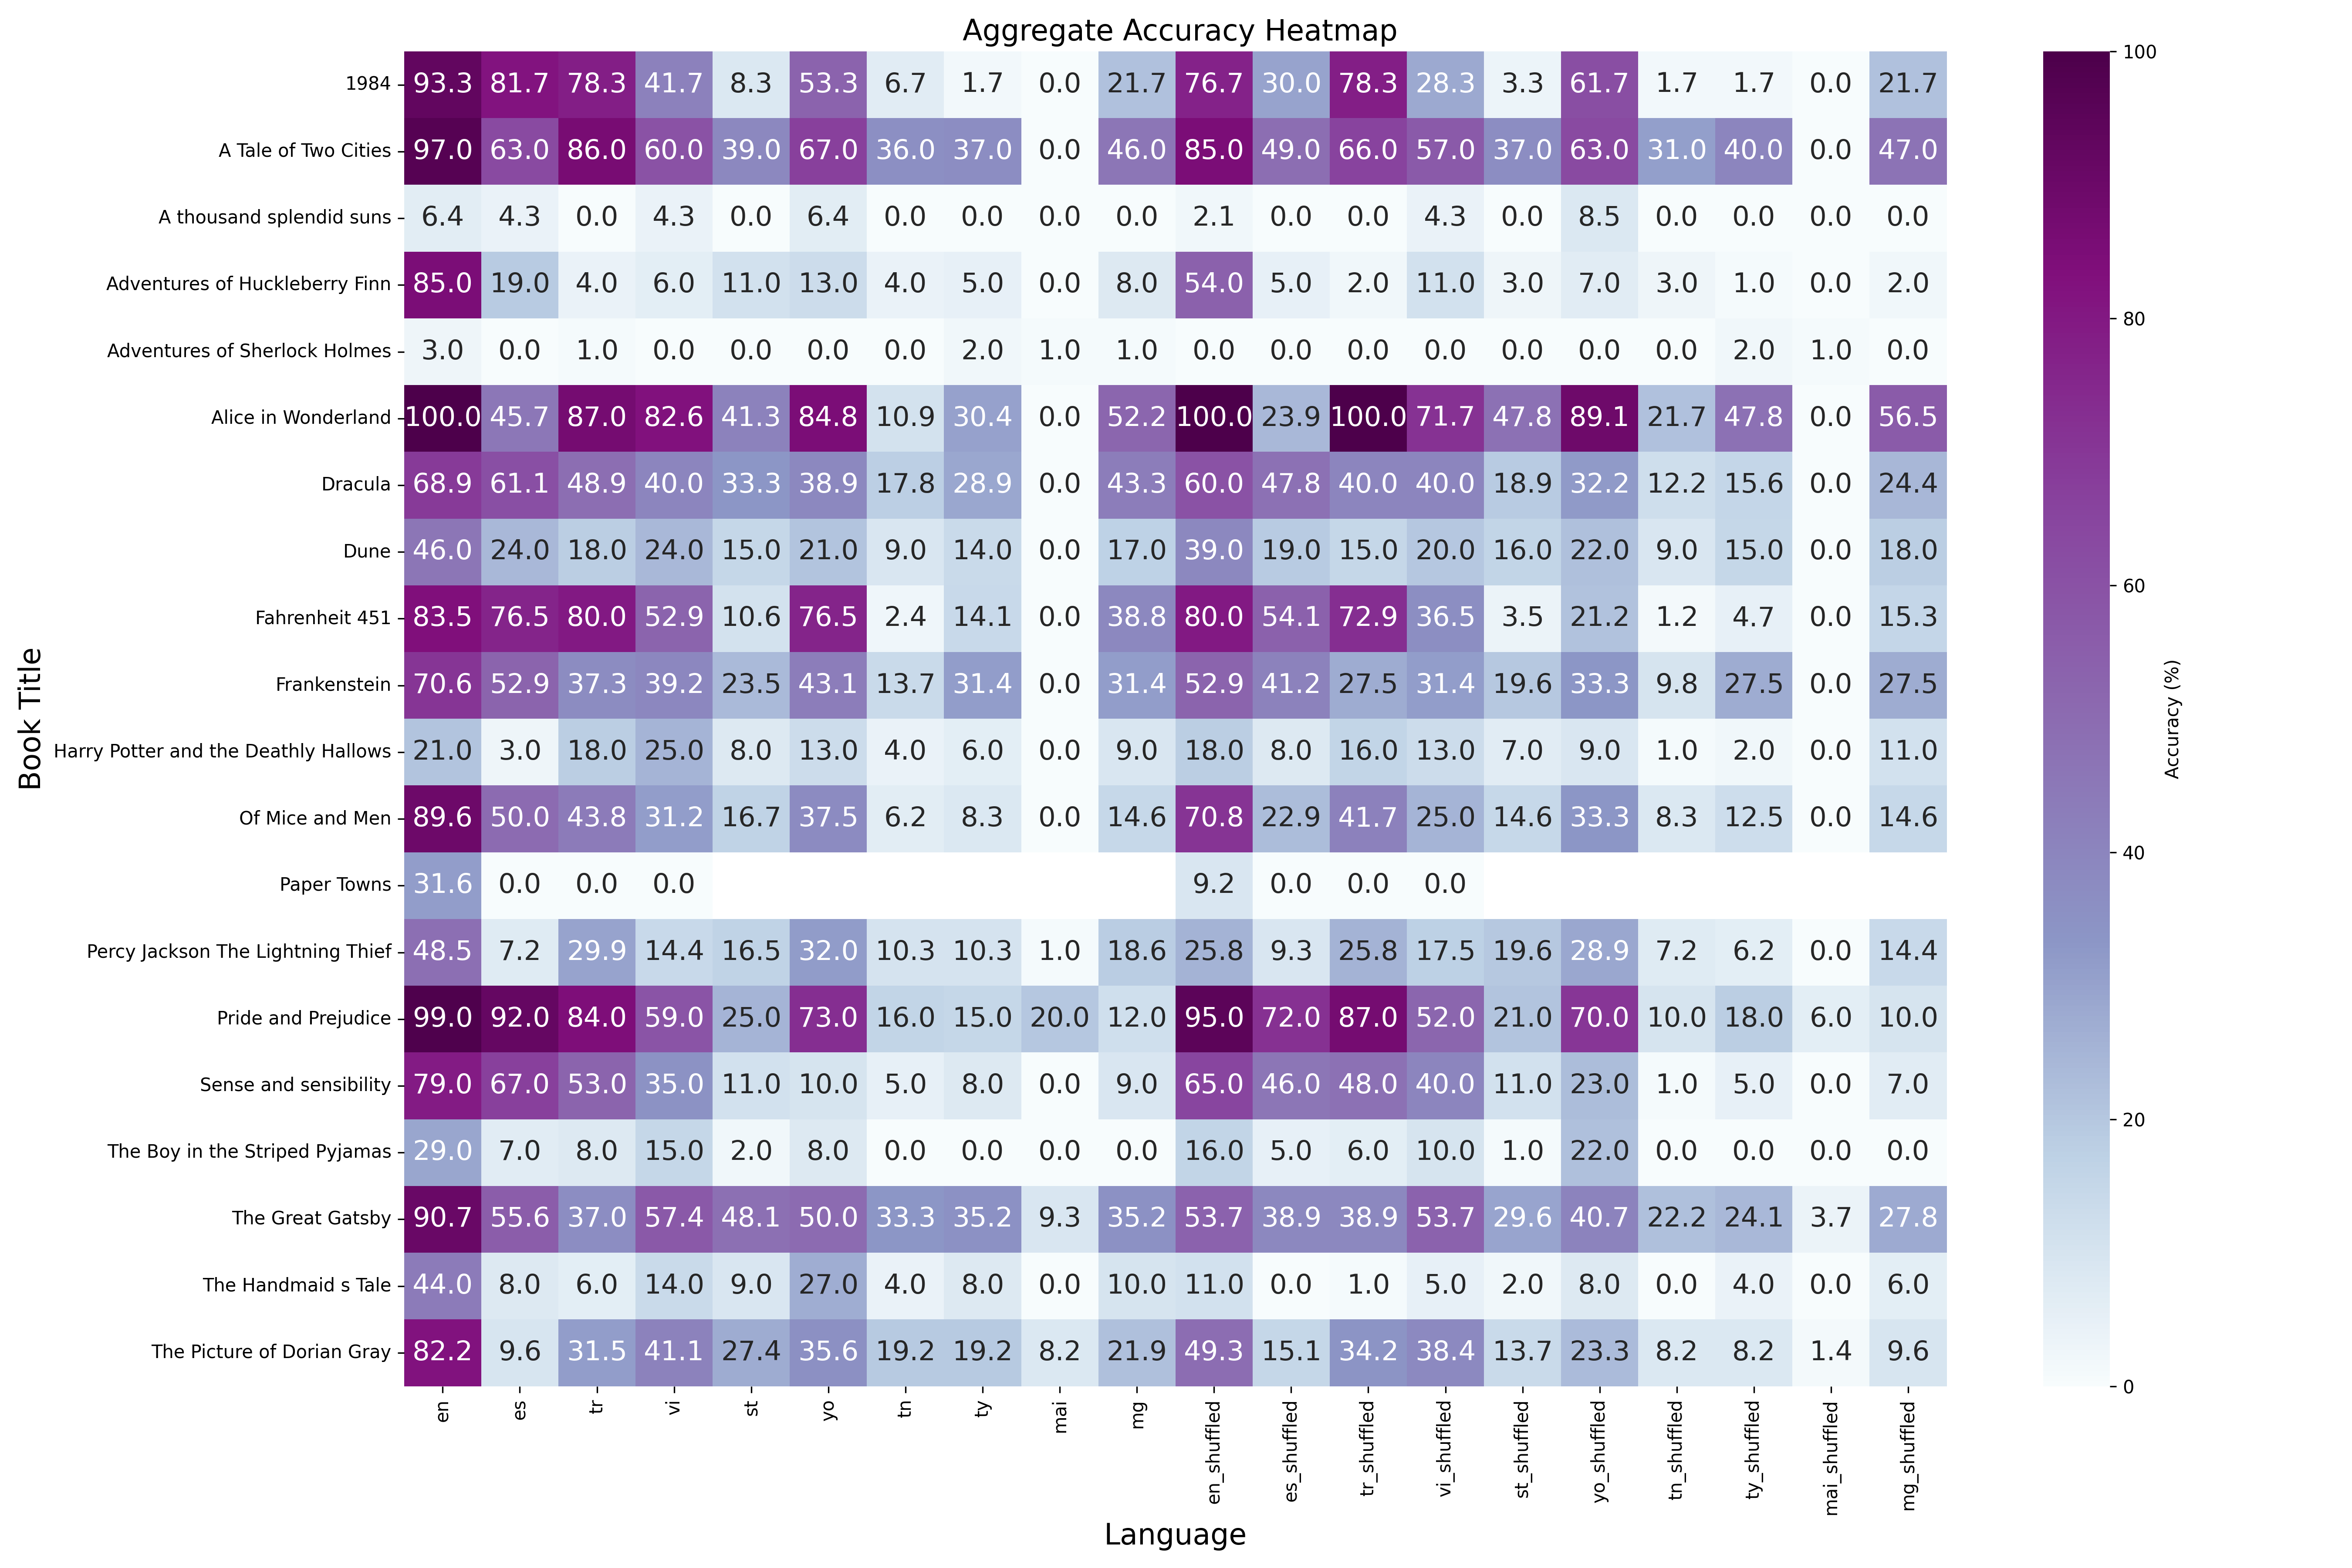 Aggregate Accuracy Heatmap
1984 93.3 81.7 78.3 41.7 8.3 53.3 6.7 1.7 0.0 21.7 76.7 30.0 78.3 28.3 3.3 61.7 1.7 1.7 0.0 21.7
A Tale of Two Cities 97.0 63.0 86.0 60.0 39.0 67.0 36.0 37.0 0.0 46.0 85.0 49.0 66.0 57.0 37.0 63.0 31.0 40.0 0.0 47.0
A thousand splendid suns 6.4 4.3 0.0 4.3 0.0 6.4 0.0 0.0 0.0 0.0 2.1 0.0 0.0 4.3 0.0 8.5 0.0 0.0 0.0 0.0
Adventures of Huckleberry Finn 85.0 19.0 4.0 6.0 11.0 13.0 4.0 5.0 0.0 8.0 54.0 5.0 2.0 11.0 3.0 7.0 3.0 1.0 0.0 2.0
Adventures of Sherlock Holmes 3.0 0.0 1.0 0.0 0.0 0.0 0.0 2.0 1.0 1.0 0.0 0.0 0.0 0.0 0.0 0.0 0.0 2.0 1.0 0.0
Alice in Wonderland 100.0 45.7 87.0 82.6 41.3 84.8 10.9 30.4 0.0 52.2 100.0 23.9 100.0 71.7 47.8 89.1 21.7 47.8 0.0 56.5
Dracula 68.9 61.1 48.9 40.0 33.3 38.9 17.8 28.9 0.0 43.3 60.0 47.8 40.0 40.0 18.9 32.2 12.2 15.6 0.0 24.4
Dune 46.0 24.0 18.0 24.0 15.0 21.0 9.0 14.0 0.0 17.0 39.0 19.0 15.0 20.0 16.0 22.0 9.0 15.0 0.0 18.0
Fahrenheit 451 83.5 76.5 80.0 52.9 10.6 76.5 2.4 14.1 0.0 38.8 80.0 54.1 72.9 36.5 3.5 21.2 1.2 4.7 0.0 15.3
Frankenstein 70.6 52.9 37.3 39.2 23.5 43.1 13.7 31.4 0.0 31.4 52.9 41.2 27.5 31.4 19.6 33.3 9.8 27.5 0.0 27.5
Harry Potter and the Deathly Hallows 21.0 3.0 18.0 25.0 8.0 13.0 4.0 6.0 0.0 9.0 18.0 8.0 16.0 13.0 7.0 9.0 1.0 2.0 0.0 11.0
Of Mice and Men 89.6 50.0 43.8 31.2 16.7 37.5 6.2 8.3 0.0 14.6 70.8 22.9 41.7 25.0 14.6 33.3 8.3 12.5 0.0 14.6
Paper Towns 31.6 0.0 0.0 0.0 9.2 0.0 0.0 0.0
Percy Jackson The Lightning Thief 48.5 7.2 29.9 14.4 16.5 32.0 10.3 10.3 1.0 18.6 25.8 9.3 25.8 17.5 19.6 28.9 7.2 6.2 0.0 14.4
Pride and Prejudice 99.0 92.0 84.0 59.0 25.0 73.0 16.0 15.0 20.0 12.0 95.0 72.0 87.0 52.0 21.0 70.0 10.0 18.0 6.0 10.0
Sense and sensibility 79.0 67.0 53.0 35.0 11.0 10.0 5.0 8.0 0.0 9.0 65.0 46.0 48.0 40.0 11.0 23.0 1.0 5.0 0.0 7.0
The Boy in the Striped Pyjamas 29.0 7.0 8.0 15.0 2.0 8.0 0.0 0.0 0.0 0.0 16.0 5.0 6.0 10.0 1.0 22.0 0.0 0.0 0.0 0.0
The Great Gatsby 90.7 55.6 37.0 57.4 48.1 50.0 33.3 35.2 9.3 35.2 53.7 38.9 38.9 53.7 29.6 40.7 22.2 24.1 3.7 27.8
The Handmaid s Tale 44.0 8.0 6.0 14.0 9.0 27.0 4.0 8.0 0.0 10.0 11.0 0.0 1.0 5.0 2.0 8.0 0.0 4.0 0.0 6.0
The Picture of Dorian Gray 82.2 9.6 31.5 41.1 27.4 35.6 19.2 19.2 8.2 21.9 49.3 15.1 34.2 38.4 13.7 23.3 8.2 8.2 1.4 9.6
en es tr vi st yo tn ty mai mg en_shuffled es_shuffled tr_shuffled vi_shuffled st_shuffled yo_shuffled tn_shuffled ty_shuffled mai_shuffled mg_shuffled
Language
Book Title
100
80
60
40
20
0
Accuracy (%)